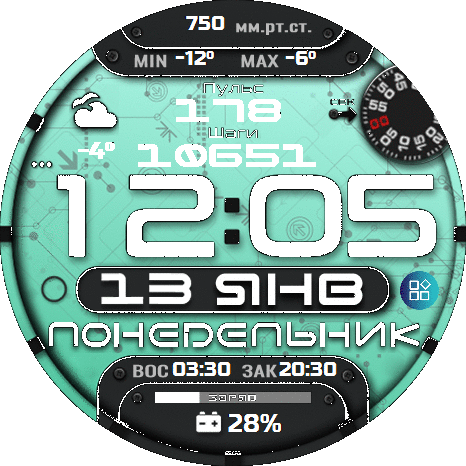 750 ММ.РТ.СТ.
MIN -12º MAX -6º
Пульс
178
Шаги
-4º 10651
12:05
13 ЯНВ
ПОНЕДЕЛЬНИК
ВОС 03:30 ЗАК 20:30
ЗАРЯД
28%